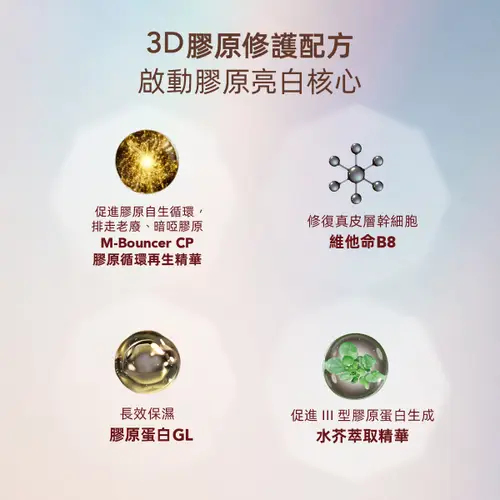 3D膠原修護配方
啟動膠原亮白核心
促進膠原自生循環，
排走老廢、暗啞膠原
M-Bouncer CP
膠原循環再生精華
修復真皮層幹細胞
維他命B8
長效保濕
膠原蛋白GL
促進 III 型膠原蛋白生成
水芥萃取精華